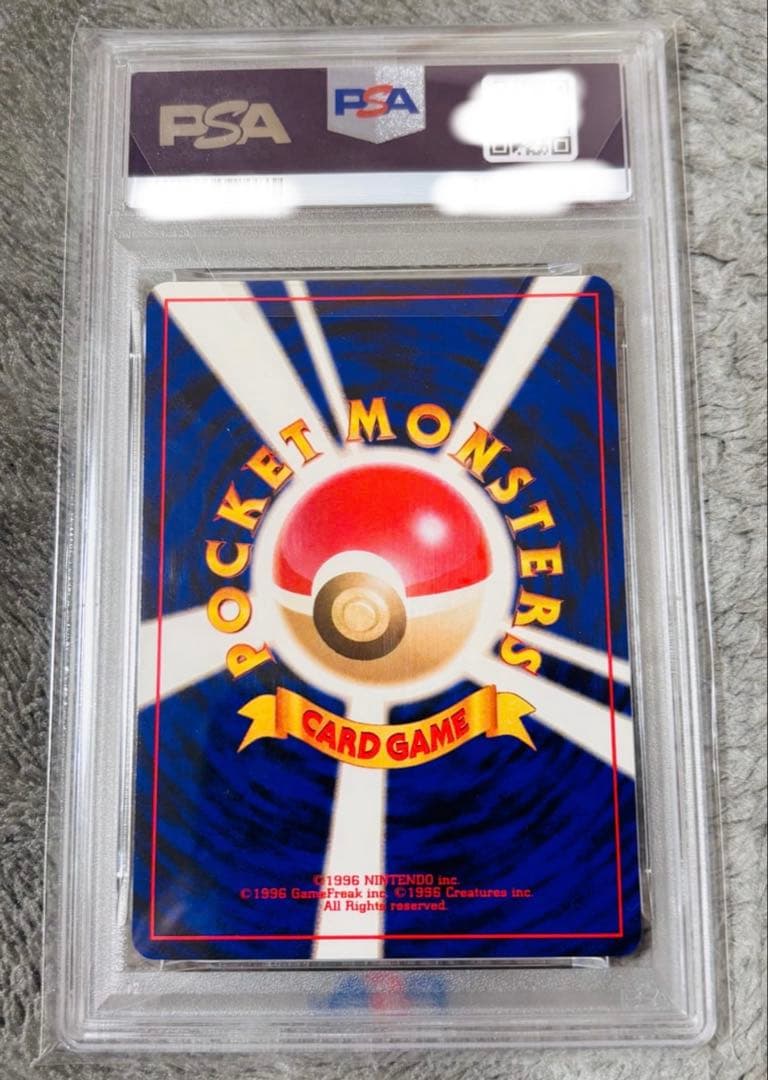 PSA
PSA
POCKET MONSTERS
CARD GAME
©1996 NINTENDO inc.
©1996 GameFreak inc. ©1996 Creatures inc.
All Rights reserved.